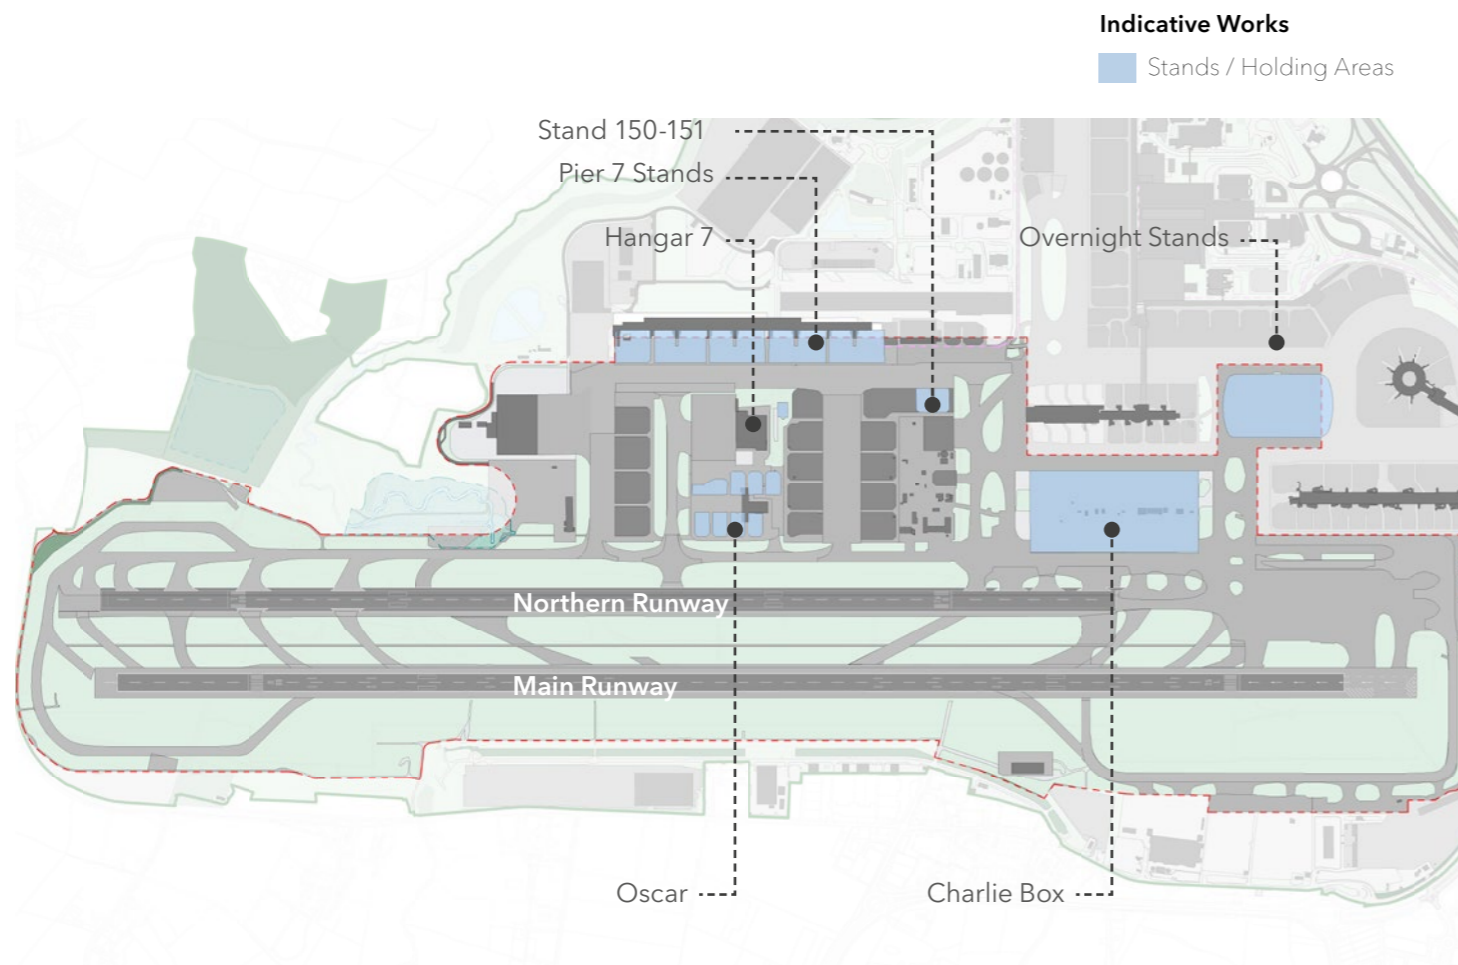 Indicative Works
Stands / Holding Areas
Stand 150-151
Pier 7 Stands
Hangar 7
Overnight Stands
Northern Runway
Main Runway
Oscar
Charlie Box